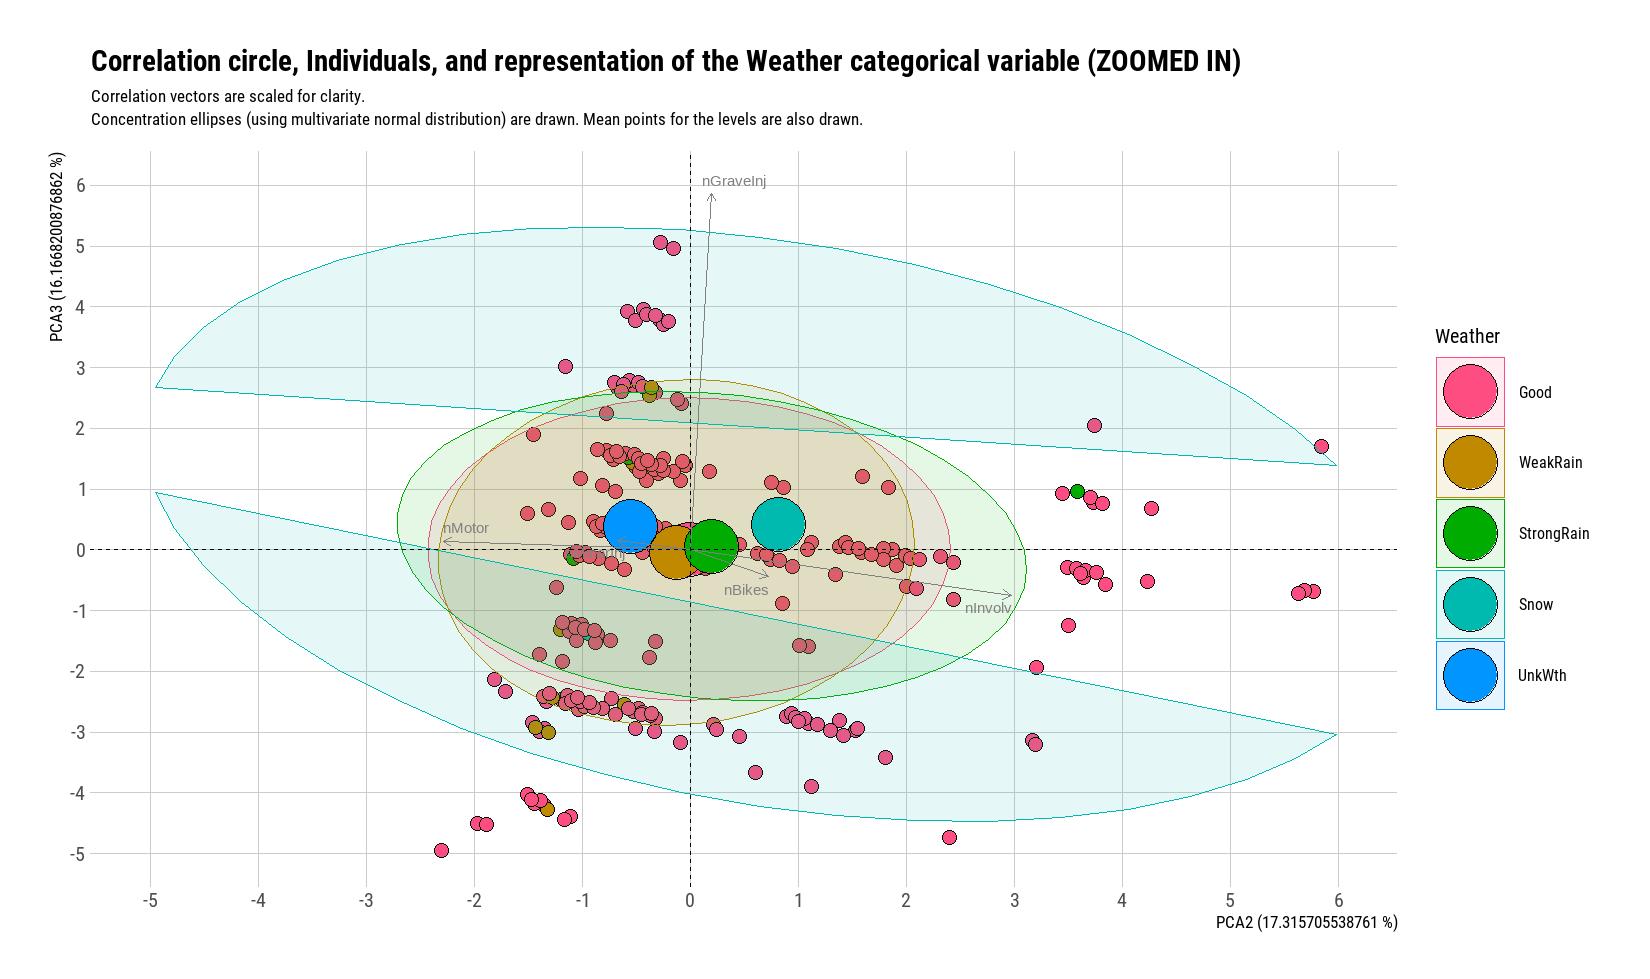 Correlation circle, Individuals, and representation of the Weather categorical variable (ZOOMED IN)
Correlation vectors are scaled for clarity.
Concentration ellipses (using multivariate normal distribution) are drawn. Mean points for the levels are also drawn.
PCA3 (16.1668200876862 %)
6
5
4
3
2
1
0
-1
-2
-3
-4
-5
nGraveInj
nMotor
nBikes
nInvolv
-5
-4
-3
-2
-1
0
1
2
3
4
5
6
PCA2 (17.315705538761 %)
Weather
Good
WeakRain
StrongRain
Snow
UnkWth